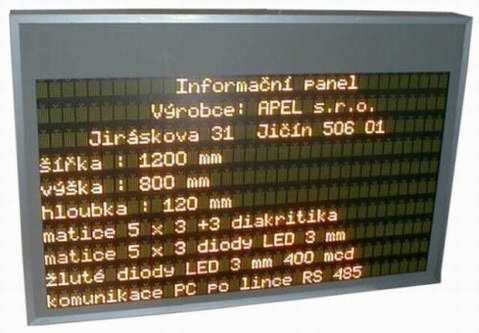 Informační panel
Výrobce: APEL s.r.o.
Jiráskova 31 Jičín 506 01
šířka : 1200 mm
výška : 800 mm
hloubka : 120 mm
matice 5 x 3 +3 diakritika
matice 5 x 3 diody LED 3 mm
žluté diody LED 3 mm 400 mcd
komunikace PC po lince RS 485